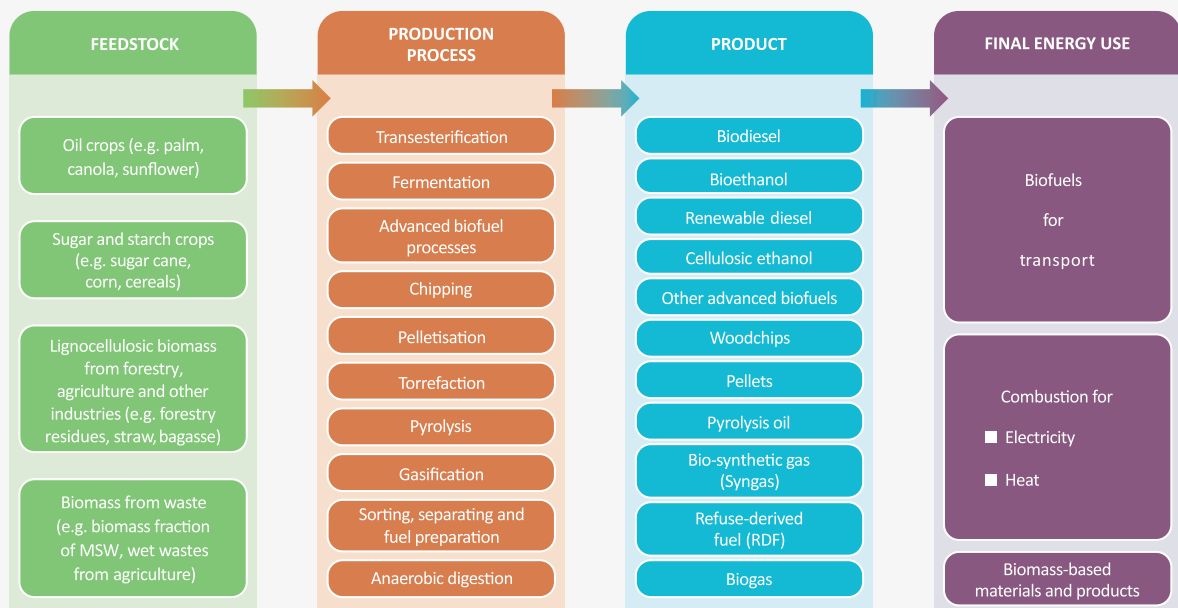 FEEDSTOCK
Oil crops (e.g. palm,
canola, sunflower)
Sugar and starch crops
(e.g. sugar cane,
corn, cereals)
Lignocellulosic biomass
from forestry,
agriculture and other
industries (e.g. forestry
residues, straw, bagasse)
Biomass from waste
(e.g. biomass fraction
of MSW, wet wastes
from agriculture)
PRODUCTION
PROCESS
Transesterification
Fermentation
Advanced biofuel
processes
Chipping
Pelletisation
Torrefaction
Pyrolysis
Gasification
Sorting, separating and
fuel preparation
Anaerobic digestion
PRODUCT
Biodiesel
Bioethanol
Renewable diesel
Cellulosic ethanol
Other advanced biofuels
Woodchips
Pellets
Pyrolysis oil
Bio-synthetic gas
(Syngas)
Refuse-derived
fuel (RDF)
Biogas
FINAL ENERGY USE
Biofuels
for
transport
Combustion for
Electricity
Heat
Biomass-based
materials and products